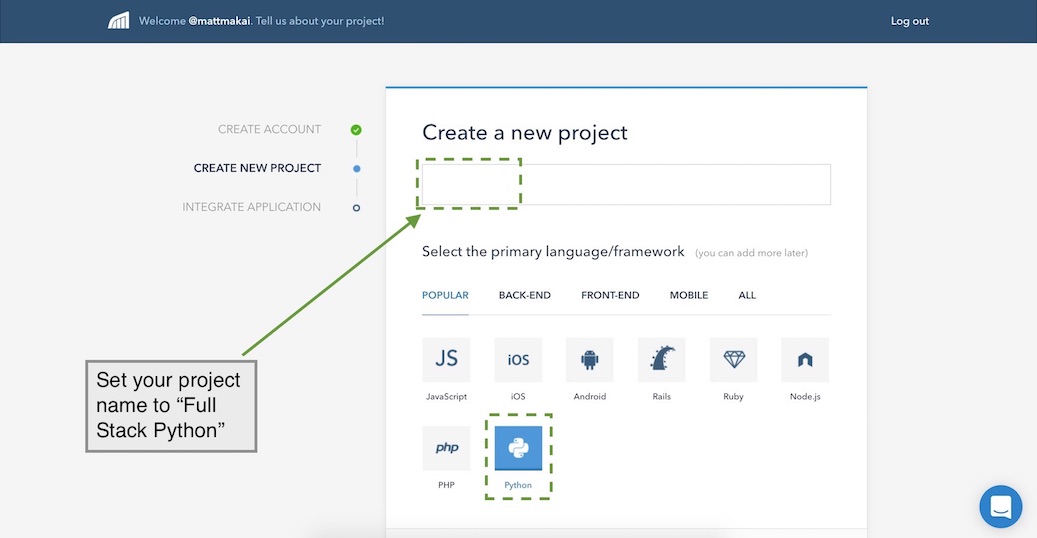 Welcome @mattmakai. Tell us about your project!
Log out
CREATE ACCOUNT
CREATE NEW PROJECT
INTEGRATE APPLICATION
Create a new project
Select the primary language/framework (you can add more later)
POPULAR BACK-END FRONT-END MOBILE ALL
JS iOS
JavaScript iOS Android Rails Ruby Node.js
php
PHP Python
Set your project
name to “Full
Stack Python”